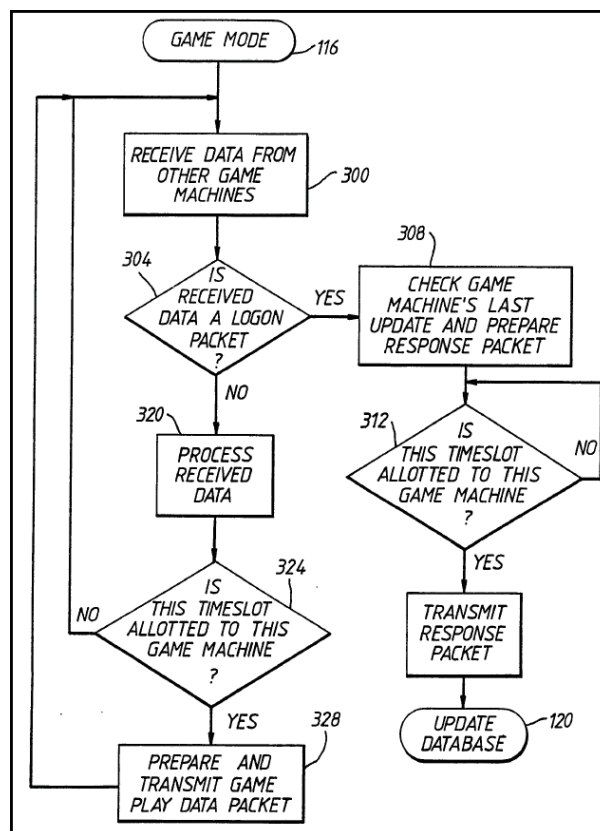 GAME MODE
116
RECEIVE DATA FROM
OTHER GAME
MACHINES
300
304
IS
RECEIVED
DATA A LOGON
PACKET
?
YES
NO
308
CHECK GAME
MACHINE'S LAST
UPDATE AND PREPARE
RESPONSE PACKET
312
IS
THIS TIMESLOT
ALLOTTED TO THIS
GAME MACHINE
?
NO
YES
TRANSMIT
RESPONSE
PACKET
UPDATE
DATABASE
120
320
PROCESS
RECEIVED
DATA
324
IS
THIS TIMESLOT
ALLOTTED TO THIS
GAME MACHINE
?
NO
YES
328
PREPARE AND
TRANSMIT GAME
PLAY DATA PACKET